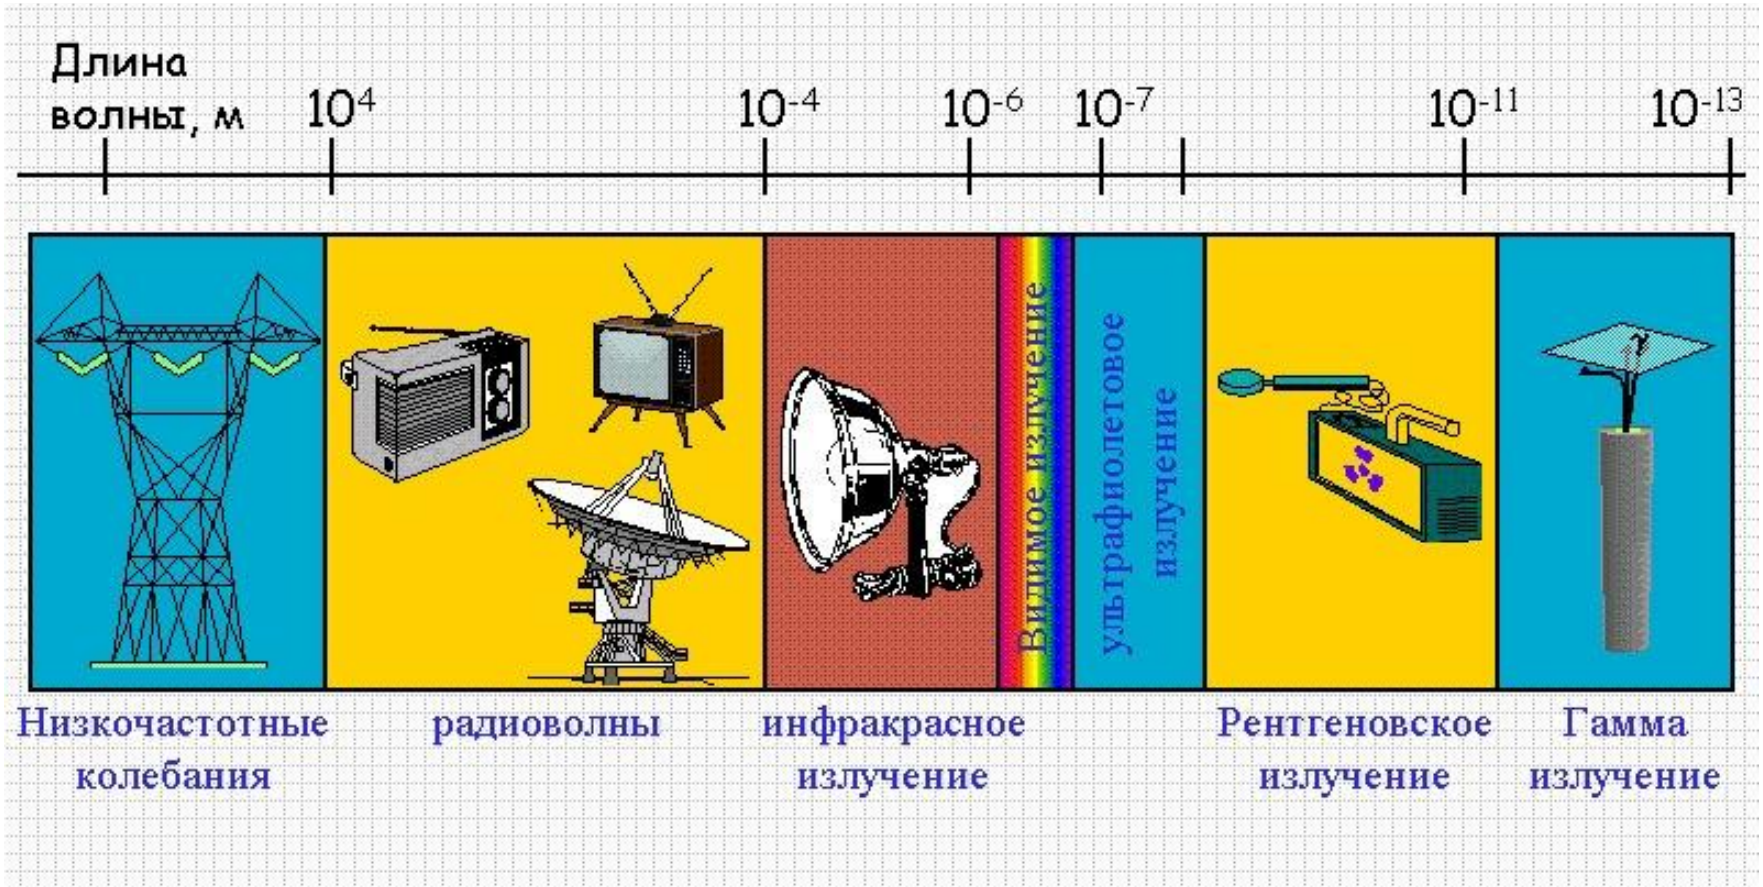 Длина
волны, м
10⁴
10⁻⁴
10⁻⁶
10⁻⁷
10⁻¹¹
10⁻¹³
Видимое излучение
ультрафиолетовое
излучение
γ
Низкочастотные
колебания
радиоволны
инфракрасное
излучение
Рентгеновское
излучение
Гамма
излучение